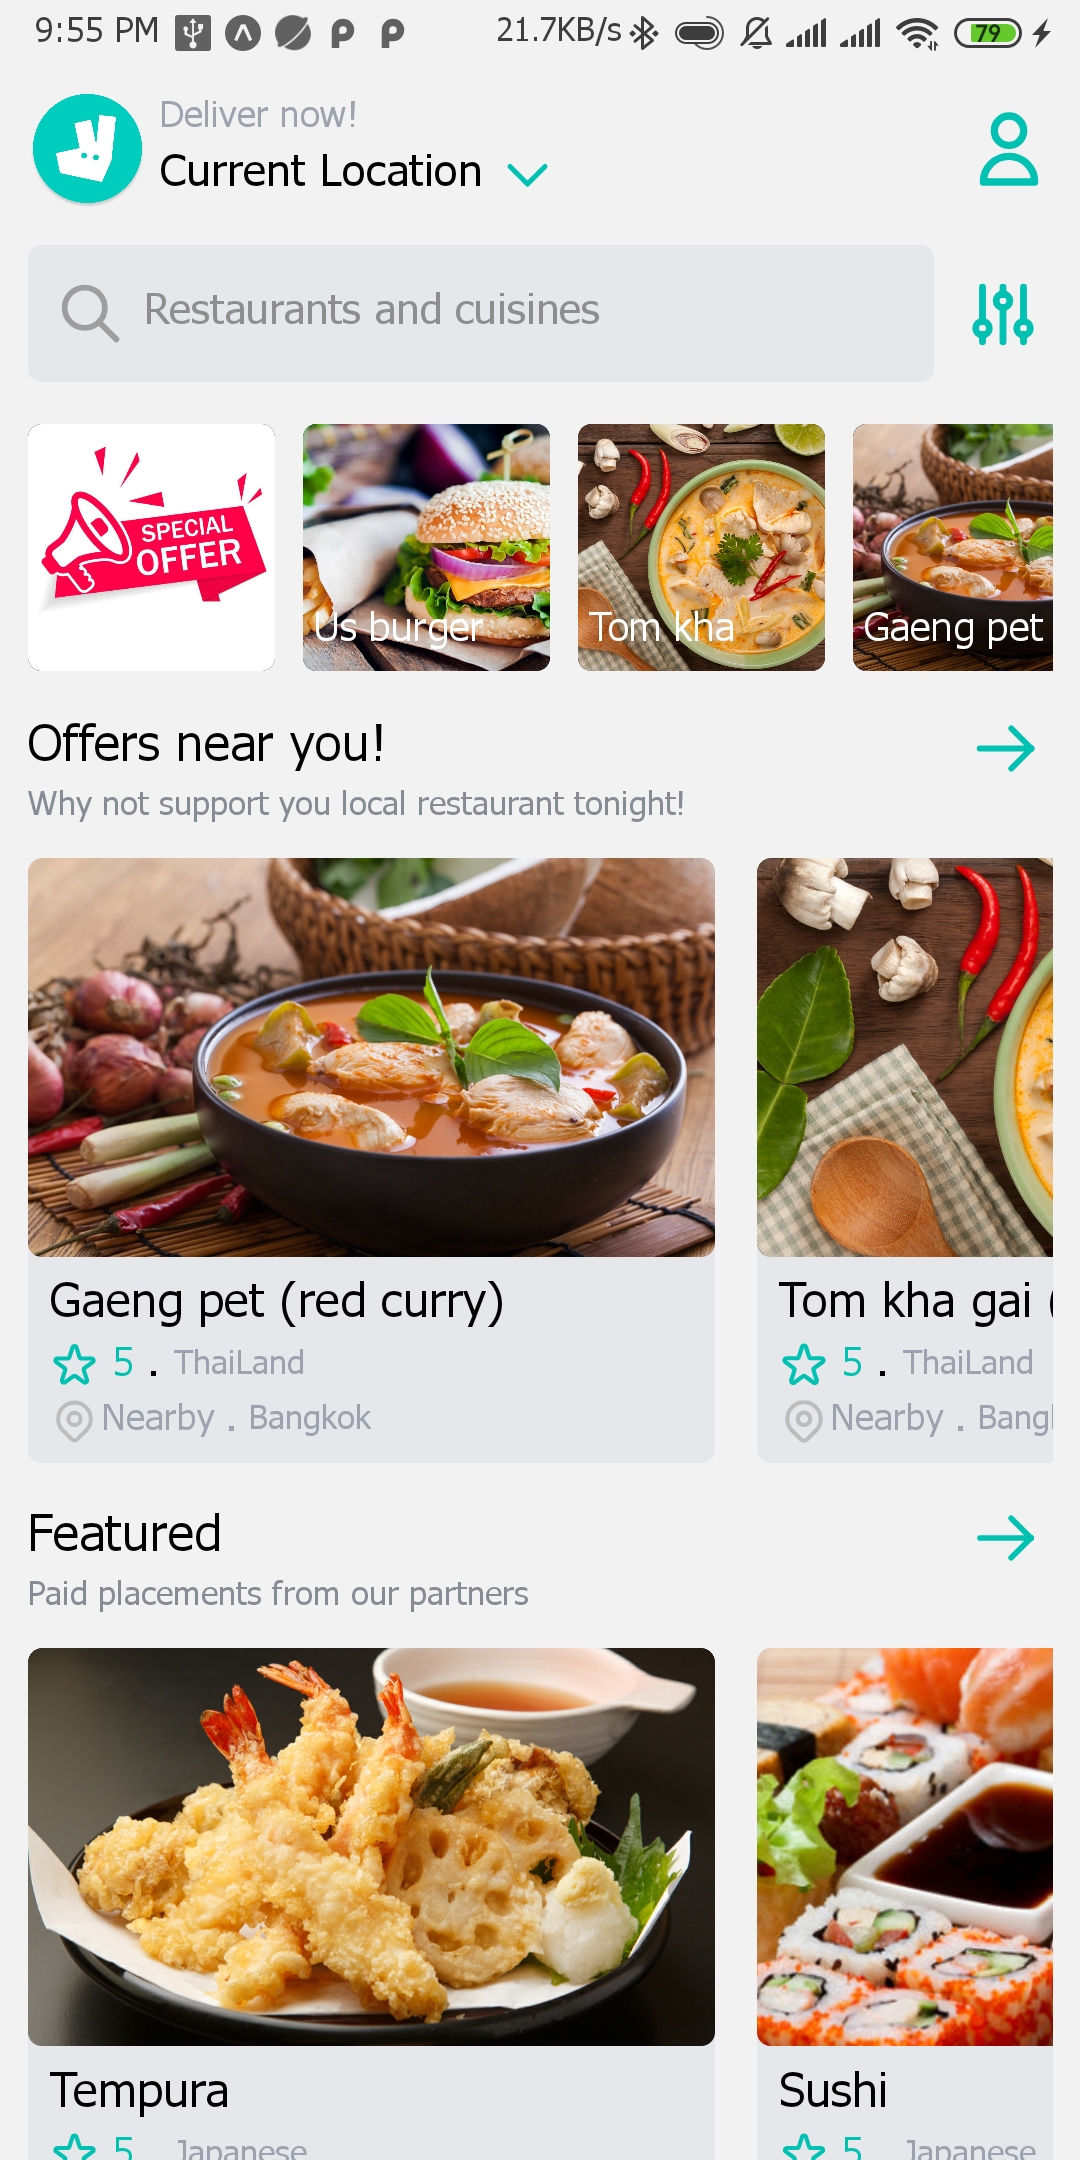 9:55 PM 21.7KB/s 79
Deliver now!
Current Location
Restaurants and cuisines
SPECIAL
OFFER
Us burger
Tom kha
Gaeng pet
Offers near you!
Why not support you local restaurant tonight!
Gaeng pet (red curry)
5 . ThaiLand
Nearby . Bangkok
Tom kha gai (
5 . ThaiLand
Nearby . Bang
Featured
Paid placements from our partners
Tempura
5 . Japanese
Sushi
5 . Japanese